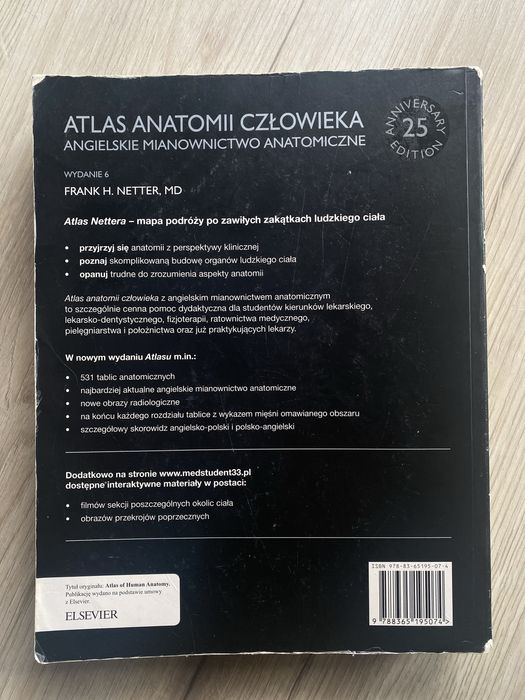 ATLAS ANATOMII CZŁOWIEKA
ANGIELSKIE MIANOWNICTWO ANATOMICZNE
ANNIVERSARY
25
EDITION
WYDANIE 6
FRANK H. NETTER, MD
Atlas Nettera – mapa podróży po zawiłych zakątkach ludzkiego ciała
• przyjrzyj się anatomii z perspektywy klinicznej
• poznaj skomplikowaną budowę organów ludzkiego ciała
• opanuj trudne do zrozumienia aspekty anatomii
Atlas anatomii człowieka z angielskim mianownictwem anatomicznym
to szczególnie cenna pomoc dydaktyczna dla studentów kierunków lekarskiego,
lekarsko-dentystycznego, fizjoterapii, ratownictwa medycznego,
pielęgniarstwa i położnictwa oraz już praktykujących lekarzy.
W nowym wydaniu Atlasu m.in.:
• 531 tablic anatomicznych
• najbardziej aktualne angielskie mianownictwo anatomiczne
• nowe obrazy radiologiczne
• na końcu każdego rozdziału tablice z wykazem mięśni omawianego obszaru
• szczegółowy skorowidz angielsko-polski i polsko-angielski
Dodatkowo na stronie www.medstudent33.pl
dostępne interaktywne materiały w postaci:
• filmów sekcji poszczególnych okolic ciała
• obrazów przekrojów poprzecznych
Tytuł oryginału: Atlas of Human Anatomy.
Publikację wydano na podstawie umowy
z Elsevier.
ELSEVIER
ISBN 978-83-65195-07-4
9 788365 195074>